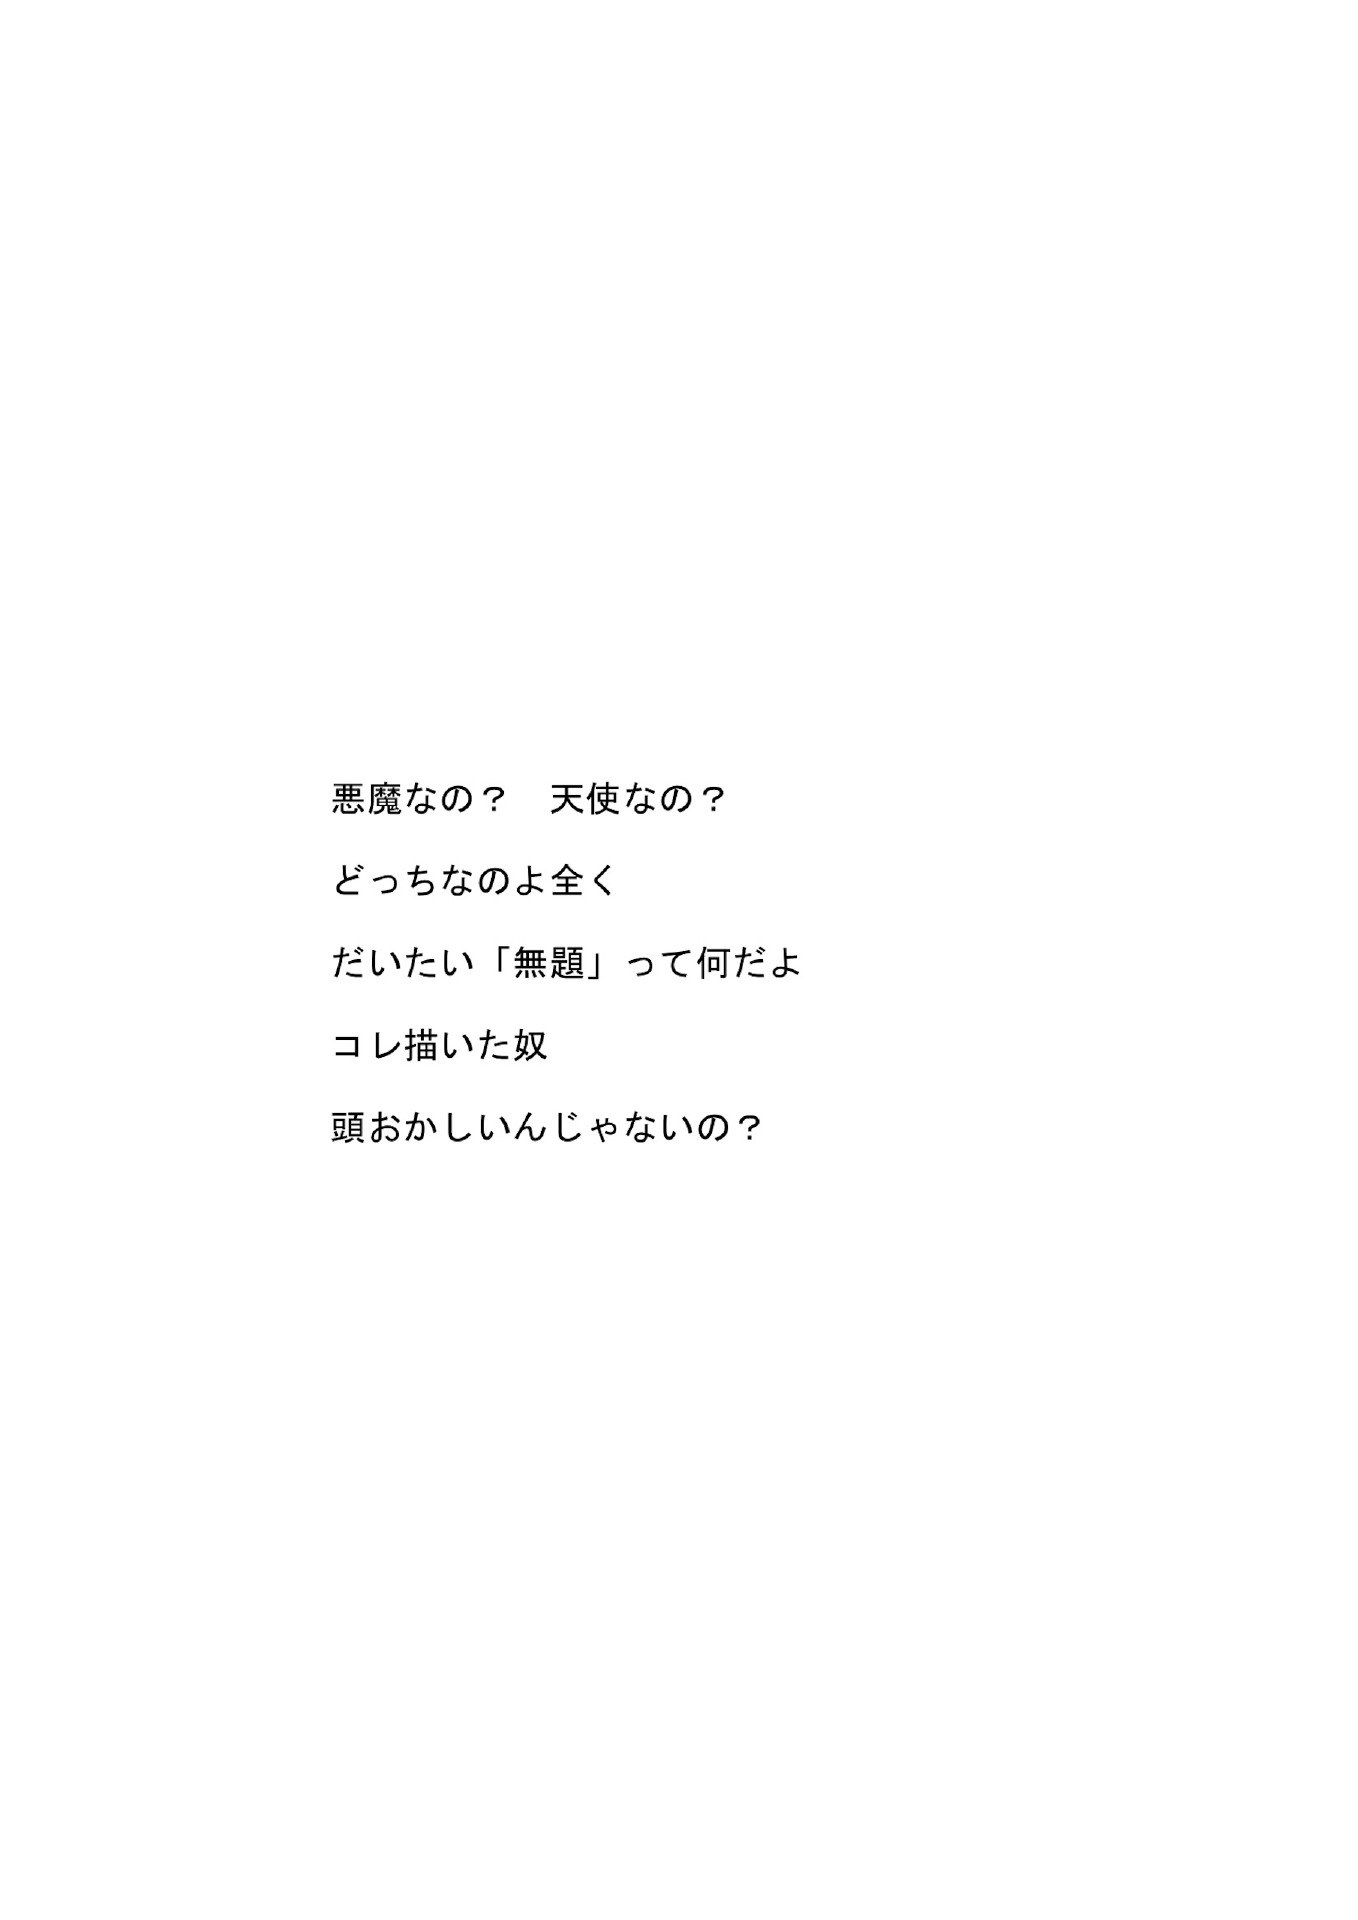 悪魔なの？　天使なの？
どっちなのよ全く
だいたい「無題」って何だよ
コレ描いた奴
頭おかしいんじゃないの？